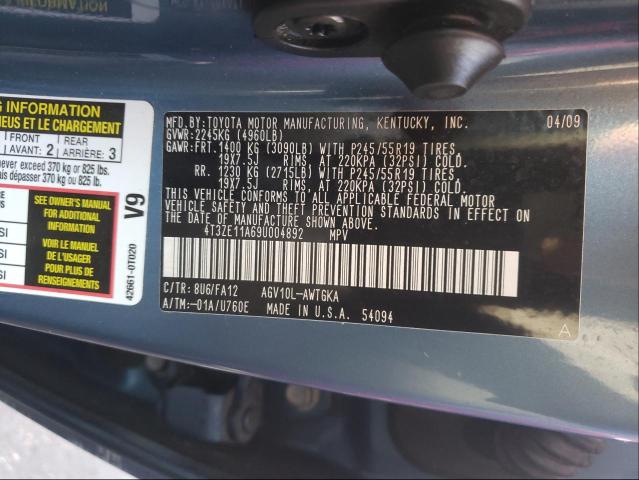 G INFORMATION
NEUS ET LE CHARGEMENT
AVANT: 2
REAR
ARRIÈRE: 3
never exceed 370 kg or 825 lbs.
dépasser 370 kg ou 825 lb.
SEE OWNER'S MANUAL
FOR ADDITIONAL
INFORMATION
VOIR LE MANUEL
DE L'USAGER
POUR PLUS DE
RENSEIGNEMENTS
V9
42661-0T020
MFD. BY: TOYOTA MOTOR MANUFACTURING, KENTUCKY, INC. 04/09
GVWR: 2245KG (4960LB)
GAWR: FRT. 1400 KG (3090LB) WITH P245/55R19 TIRES,
19X7.5J RIMS, AT 220KPA (32PSI) COLD.
RR. 1230 KG (2715LB) WITH P245/55R19 TIRES,
19X7.5J RIMS, AT 220KPA (32PSI) COLD.
THIS VEHICLE CONFORMS TO ALL APPLICABLE FEDERAL MOTOR
VEHICLE SAFETY AND THEFT PREVENTION STANDARDS IN EFFECT ON
THE DATE OF MANUFACTURE SHOWN ABOVE.
4T3ZE11A69U004892 MPV
C/TR: 8U6/FA12 AGV10L-AWTGKA
A/TM: -01A/U760E MADE IN U.S.A. 54094
A